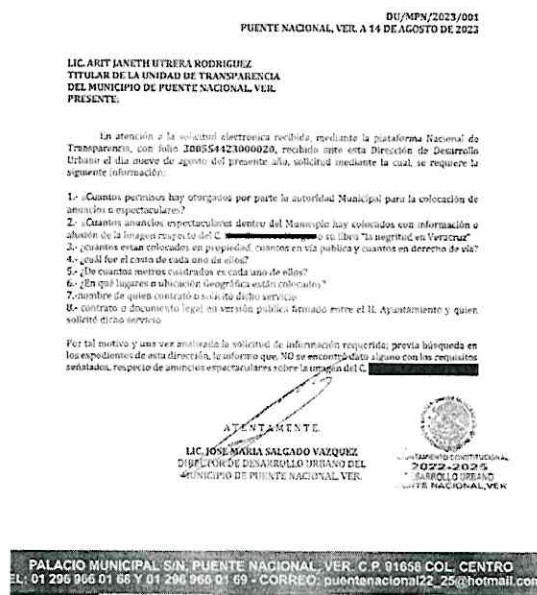 DU/MPN/2023/001
PUENTE NACIONAL, VER. A 14 DE AGOSTO DE 2023
LIC. ARIT JANETH UTRERA RODRIGUEZ
TITULAR DE LA UNIDAD DE TRANSPARENCIA
DEL MUNICIPIO DE PUENTE NACIONAL, VER.
PRESENTE:
En atención a la solicitud electronica recibida, mediante la plataforma Nacional de
Transparencia, con folio 300554423000020, recibido ante esta Dirección de Desarrollo
Urbano el dia nueve de agosto del presente año, solicitud mediante la cual, se requiere la
siguiente información:
1.- ¿Cuantos permisos hay otorgados por parte la autoridad Municipal para la colocación de
anuncios o espectaculares?
2.- ¿Cuantos anuncios espectaculares dentro del Municipio hay colocados con información o
alusión de la imagen respecto del C. o su libro "la negritud en Veracruz"
3.- ¿cuantos estan colocados en propiedad, cuantos en via publica y cuantos en derecho de via?
4.- ¿cuál fue el costo de cada uno de ellos?
5.- ¿De cuantos metros cuadrados es cada uno de ellos?
6.- ¿En qué lugares o ubicación Geográfica están colocados?
7.-nombre de quien contrato o solicito dicho servicio
8.- contrato o documento legal en versión publica firmado entre el H. Ayuntamiento y quien
solicitó dicho servicio
Por tal motivo y una vez analizada la solicitud de información requerida; previa búsqueda en
los expedientes de esta dirección, le informo que, NO se encontró dato alguno con los requisitos
señalados, respecto de anuncios espectaculares sobre la imagen del C.
ATENTAMENTE
LIC. JOSE MARIA SALGADO VAZQUEZ
DIRECTOR DE DESARROLLO URBANO DEL
MUNICIPIO DE PUENTE NACIONAL, VER.
CONSTITUCIONAL
2022-2025
DESARROLLO URBANO
PUENTE NACIONAL, VER
PALACIO MUNICIPAL S/N, PUENTE NACIONAL, VER. C.P. 91658 COL. CENTRO
EL: 01 296 966 01 66 Y 01 296 966 01 69 - CORREO: puentenacional22_25@hotmail.com